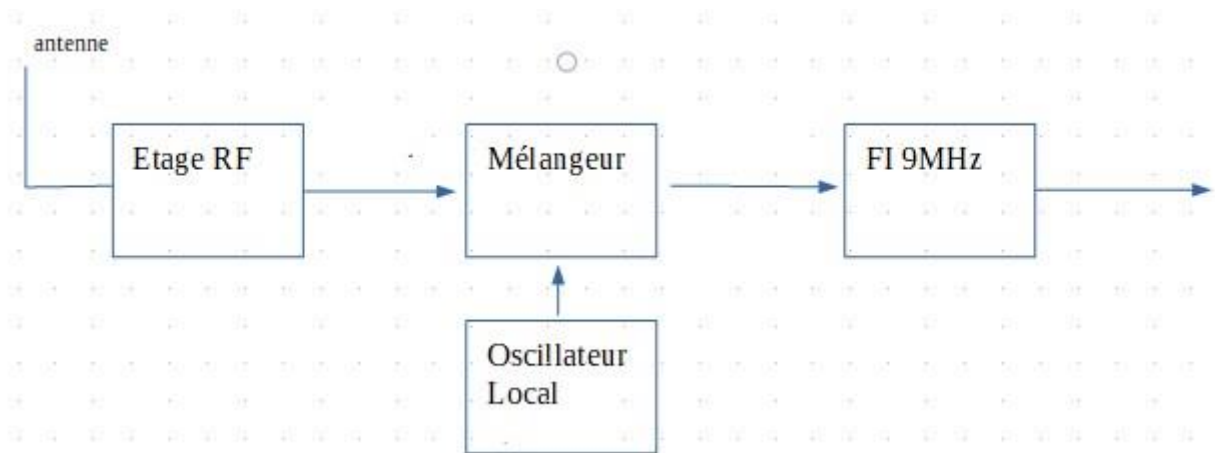 antenne
Etage RF
Mélangeur
FI 9MHz
Oscillateur
Local